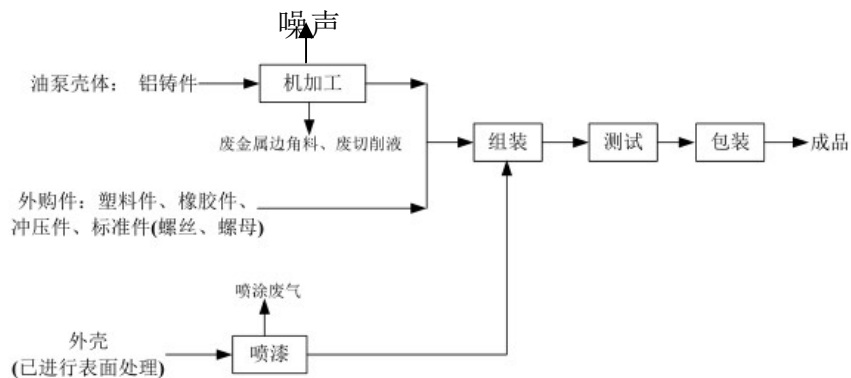 噪声
油泵壳体： 铝铸件
机加工
废金属边角料、废切削液
组装
测试
包装
成品
外购件：塑料件、橡胶件、
冲压件、标准件(螺丝、螺母)
喷涂废气
外壳
(已进行表面处理)
喷漆